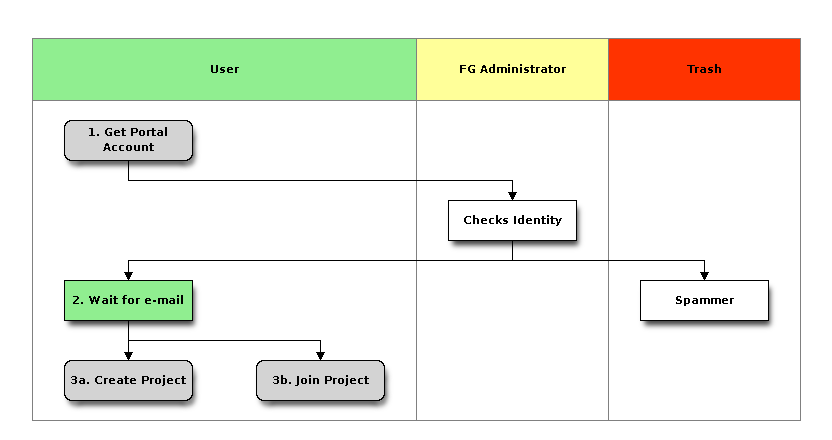 User
FG Administrator
Trash
1. Get Portal
Account
Checks Identity
2. Wait for e-mail
Spammer
3a. Create Project
3b. Join Project